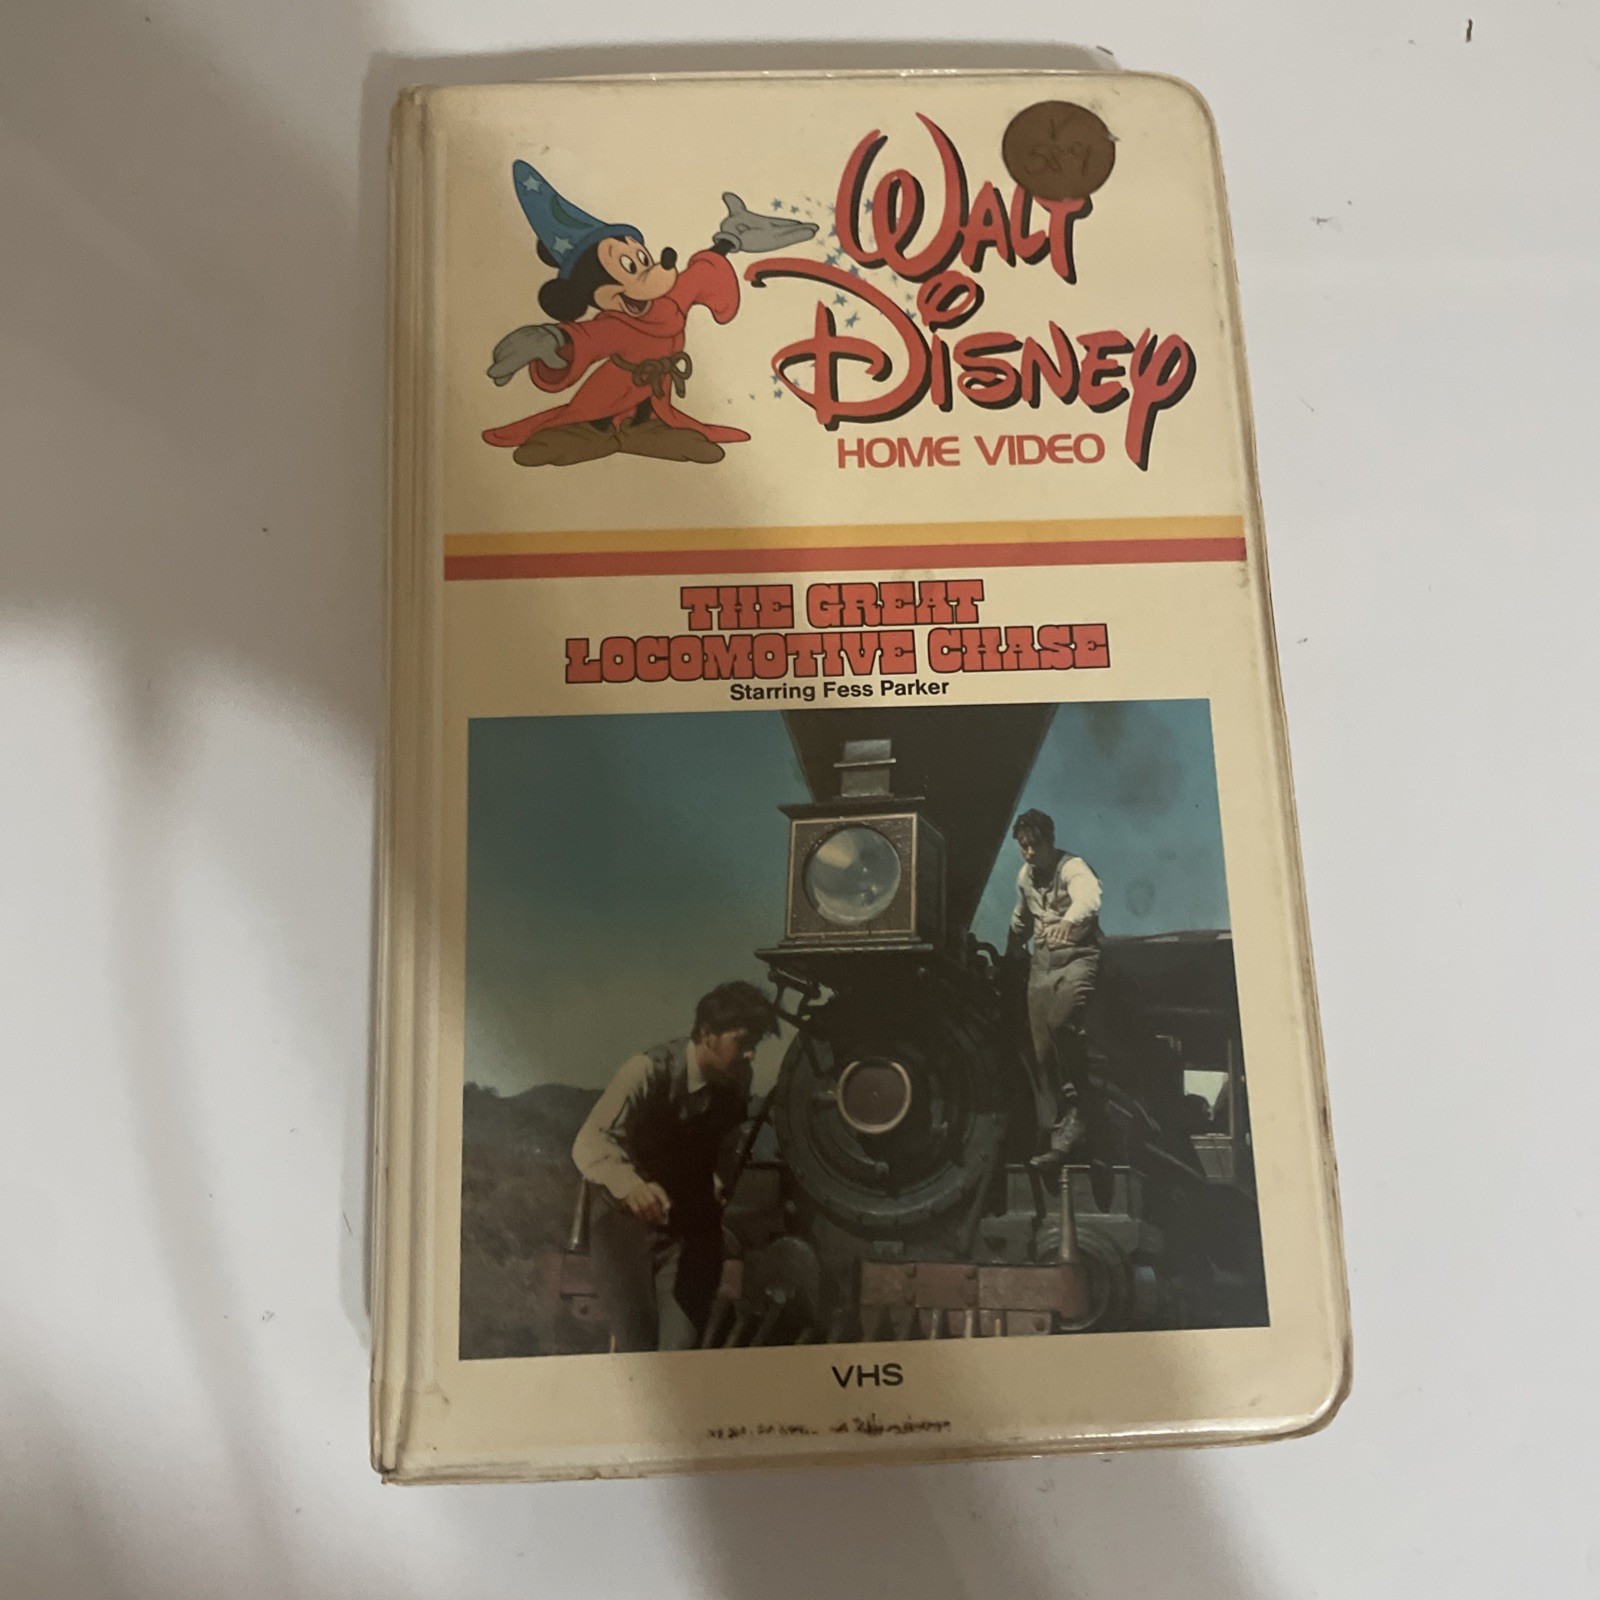 WALT
DISNEY
HOME VIDEO
THE GREAT
LOCOMOTIVE CHASE
Starring Fess Parker
VHS